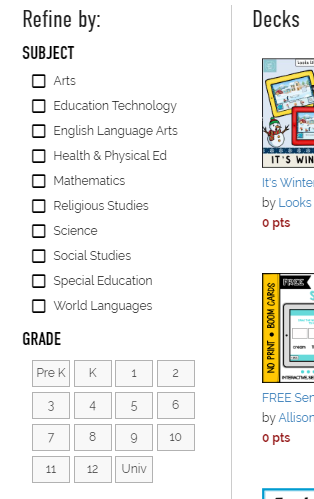 Refine by:
SUBJECT
Arts
Education Technology
English Language Arts
Health & Physical Ed
Mathematics
Religious Studies
Science
Social Studies
Special Education
World Languages
GRADE
Pre K K 1 2
3 4 5 6
7 8 9 10
11 12 Univ
Decks
IT'S WIN
It's Winte
by Looks
0 pts
NO PRINT • BOOM CARDS
FREE
FREE Sen
by Allison
0 pts